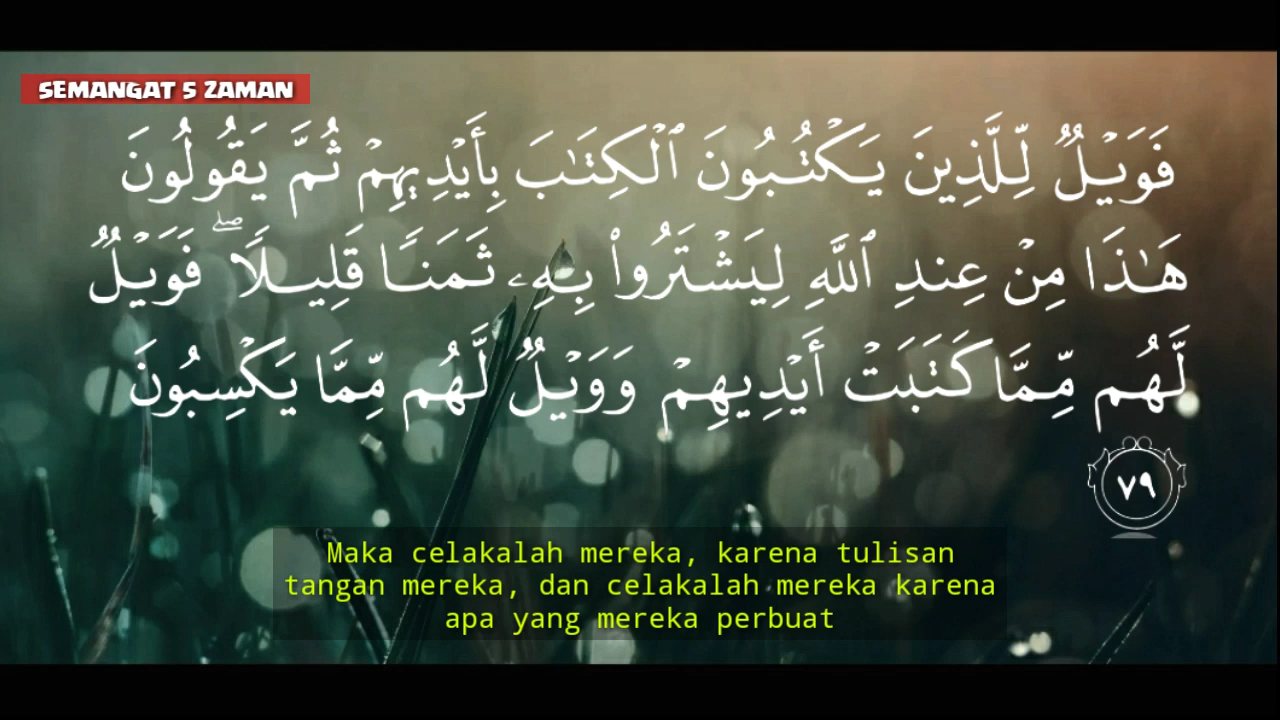 SEMANGAT 5 ZAMAN
فَوَيۡلٌ لِّلَّذِينَ يَكۡتُبُونَ ٱلۡكِتَٰبَ بِأَيۡدِيهِمۡ ثُمَّ يَقُولُونَ
هَٰذَا مِنۡ عِندِ ٱللَّهِ لِيَشۡتَرُواْ بِهِۦ ثَمَنًا قَلِيلًاۖ فَوَيۡلٌ
لَّهُم مِّمَّا كَتَبَتۡ أَيۡدِيهِمۡ وَوَيۡلٌ لَّهُم مِّمَّا يَكۡسِبُونَ
٧٩
Maka celakalah mereka, karena tulisan
tangan mereka, dan celakalah mereka karena
apa yang mereka perbuat